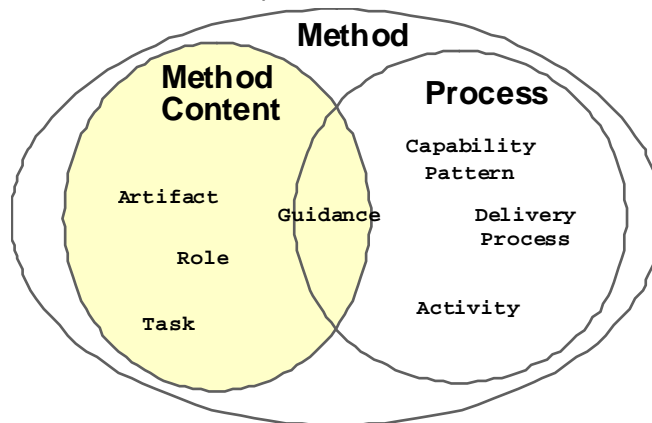 Method
Method
Content
Process
Capability
Pattern
Artifact
Guidance
Delivery
Process
Role
Activity
Task